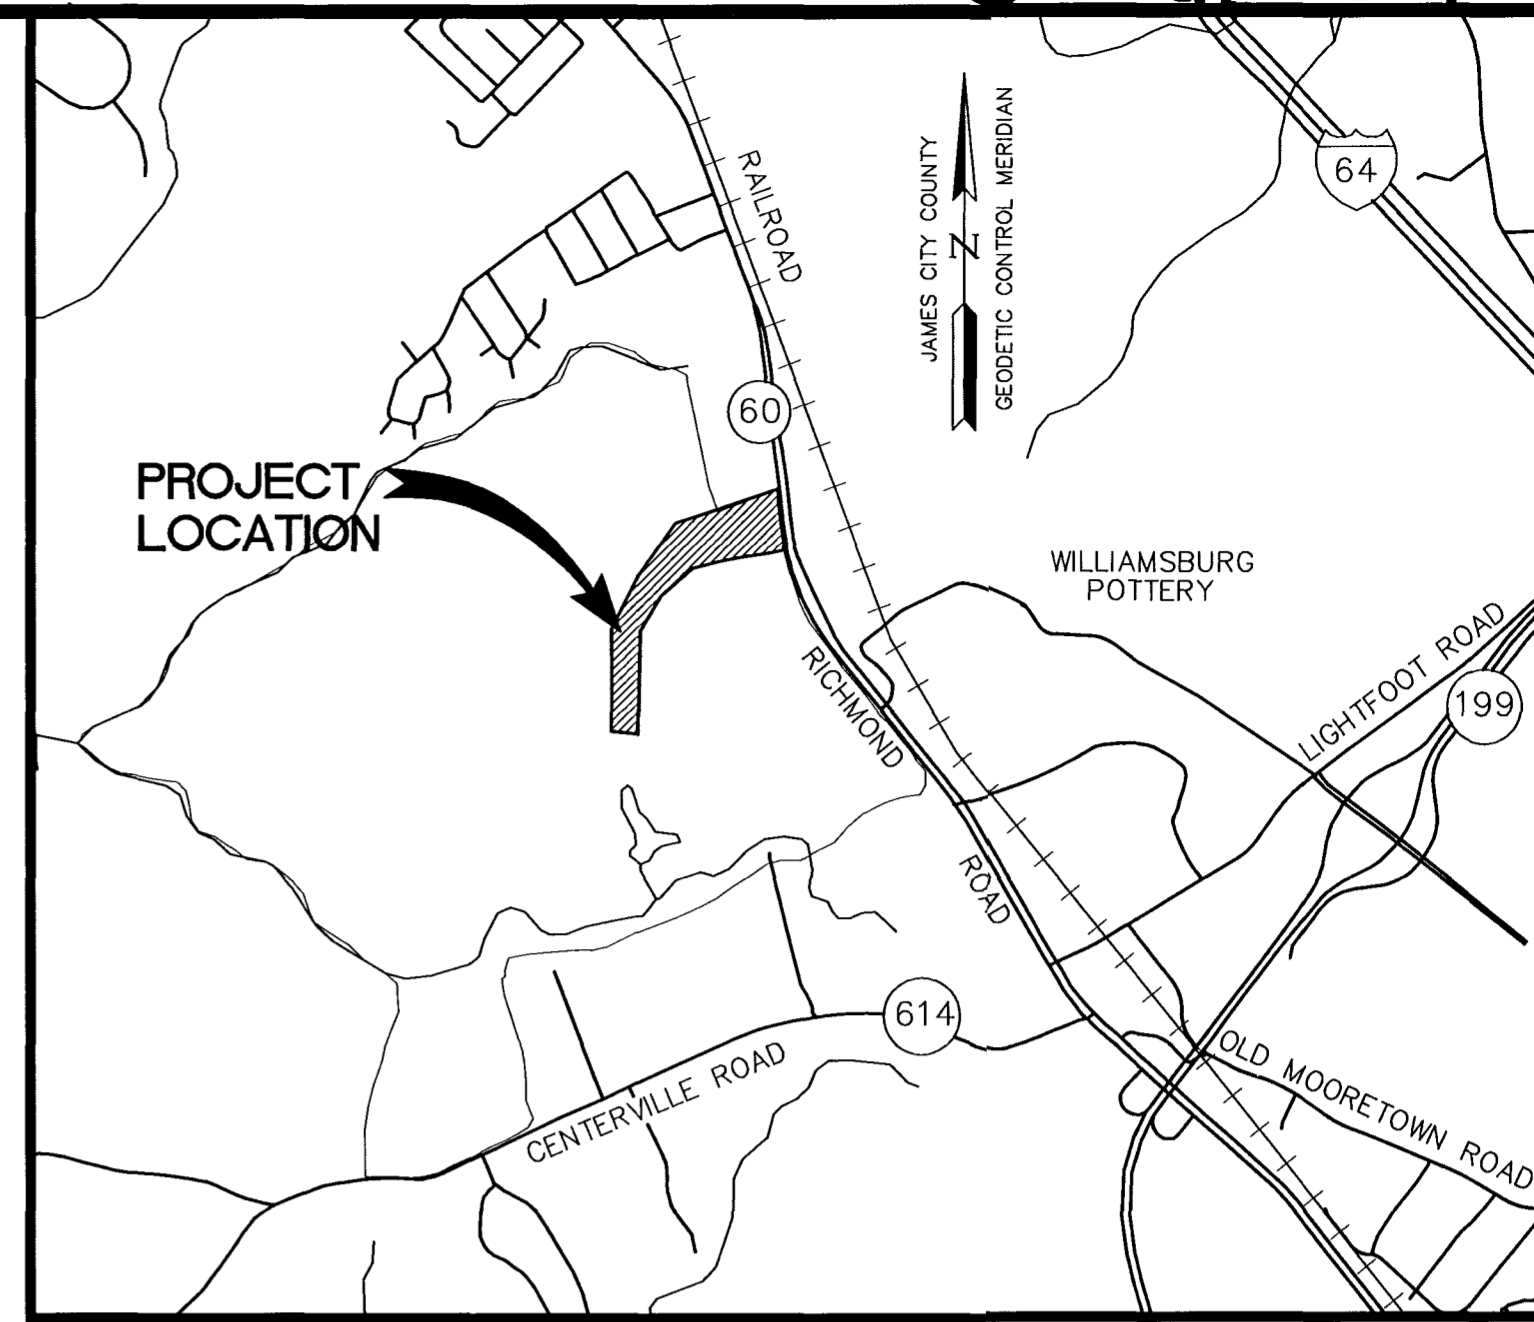 RAILROAD
JAMES CITY COUNTY
N
GEODETIC CONTROL MERIDIAN
64
60
PROJECT
LOCATION
WILLIAMSBURG
POTTERY
RICHMOND
ROAD
LIGHTFOOT ROAD
199
614
CENTERVILLE ROAD
OLD MOORETOWN ROAD